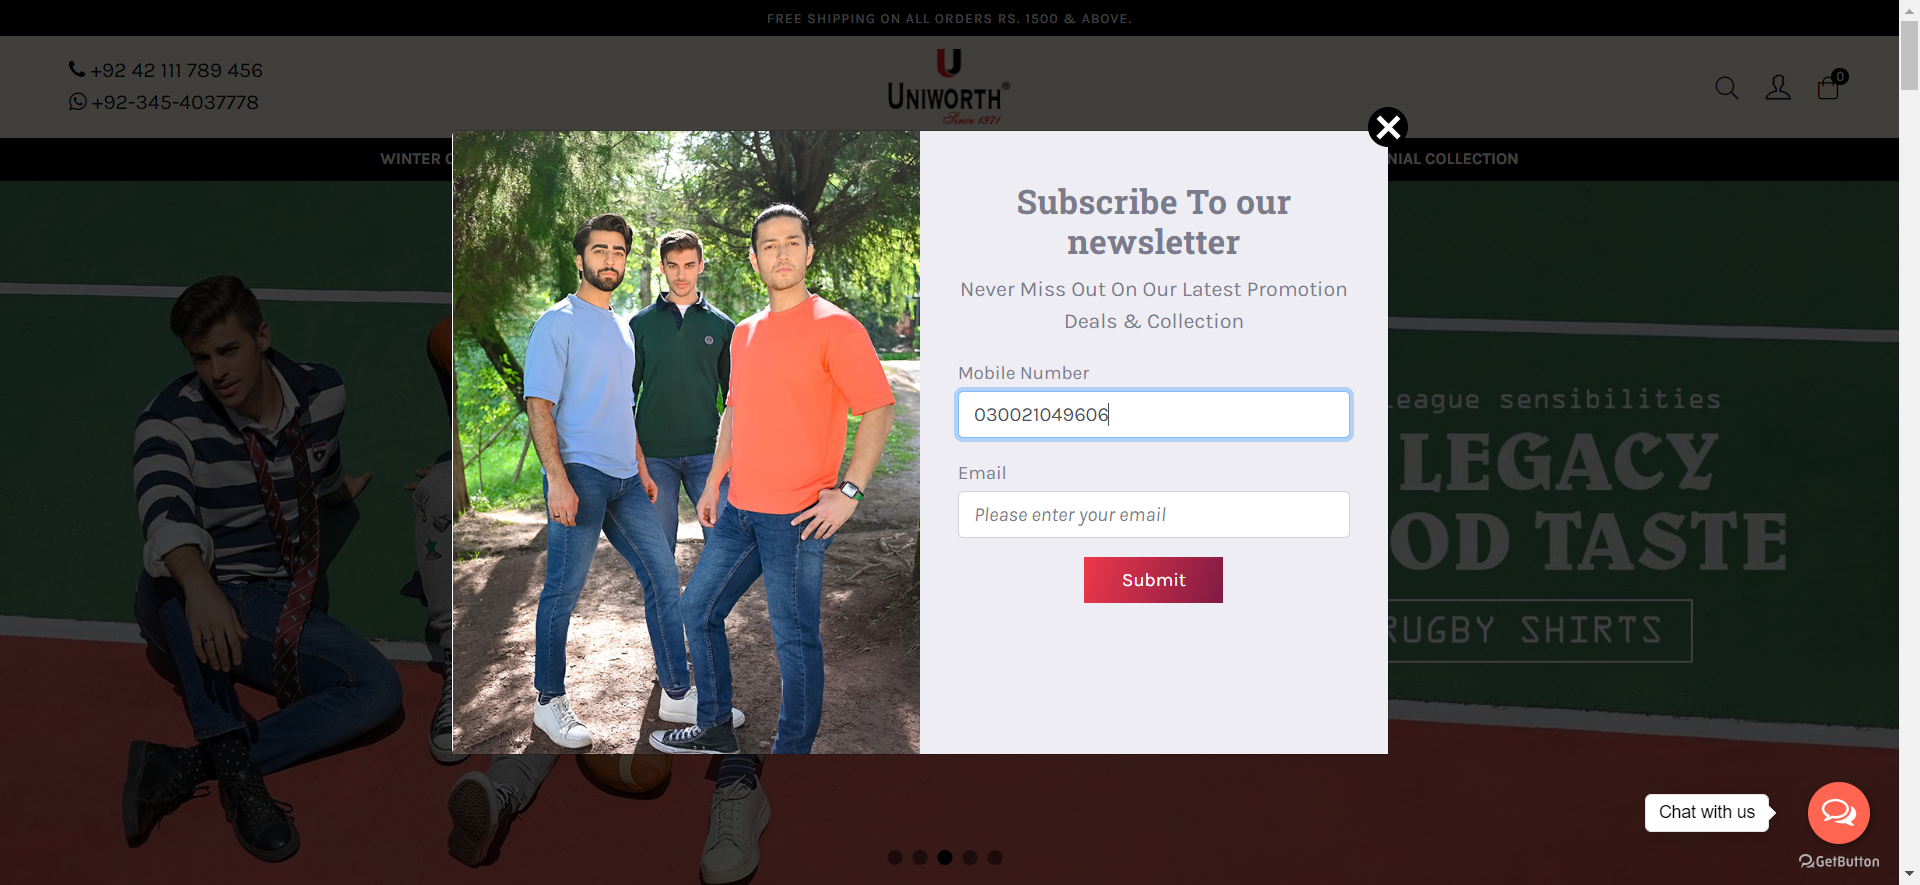 FREE SHIPPING ON ALL ORDERS RS. 1500 & ABOVE.
+92 42 111 789 456
+92-345-4037778
UNIWORTH®
Since 1971
0
WINTER
NIAL COLLECTION
Subscribe To our
newsletter
Never Miss Out On Our Latest Promotion
Deals & Collection
Mobile Number
030021049606
Email
Please enter your email
Submit
league sensibilities
LEGACY
OD TASTE
RUGBY SHIRTS
Chat with us
GetButton